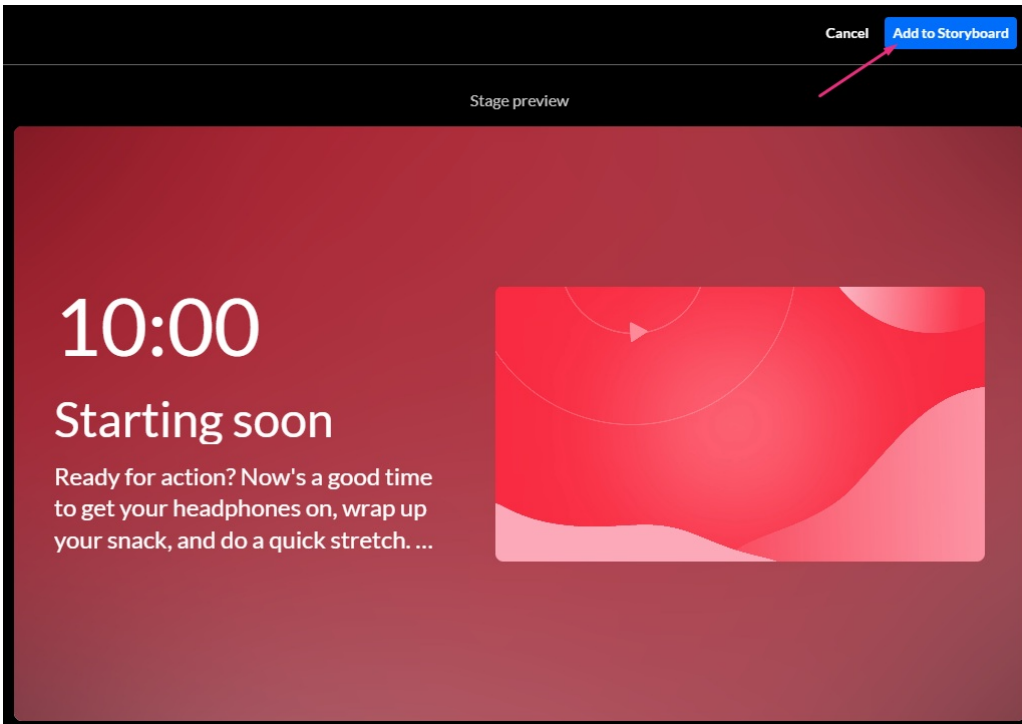 Cancel Add to Storyboard
Stage preview
10:00
Starting soon
Ready for action? Now's a good time
to get your headphones on, wrap up
your snack, and do a quick stretch. ...